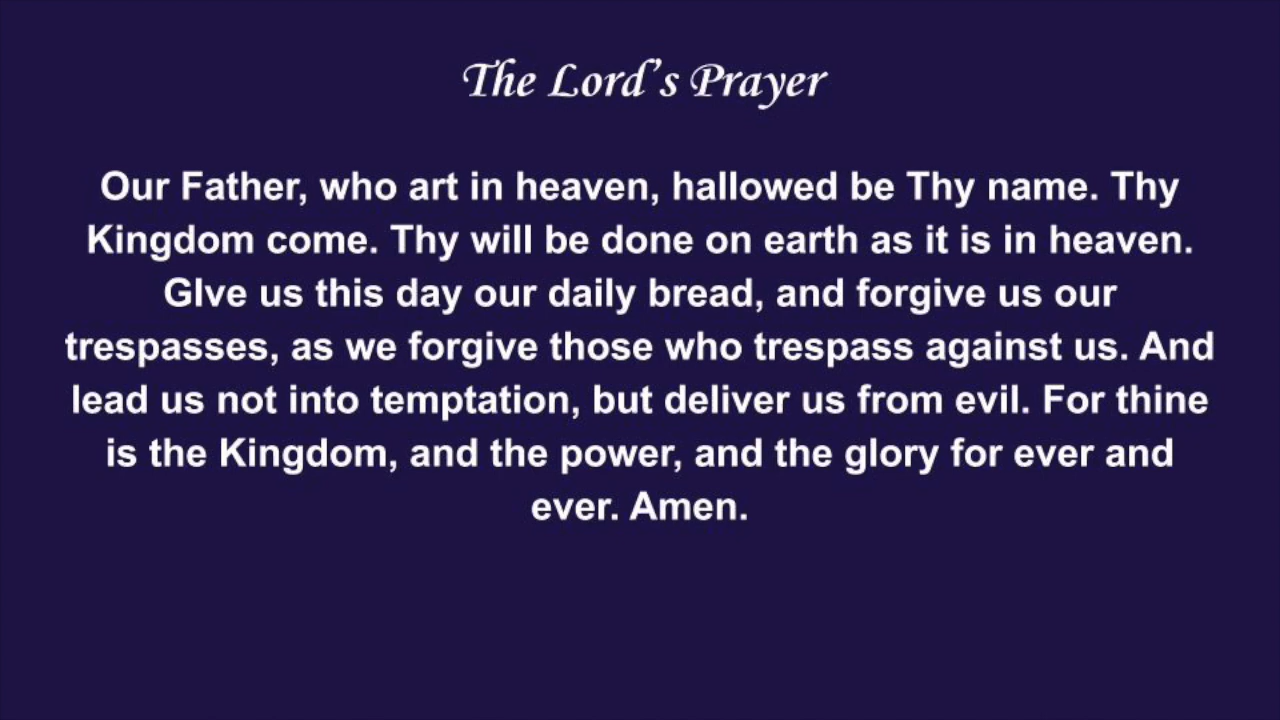 The Lord's Prayer
Our Father, who art in heaven, hallowed be Thy name. Thy
Kingdom come. Thy will be done on earth as it is in heaven.
GIve us this day our daily bread, and forgive us our
trespasses, as we forgive those who trespass against us. And
lead us not into temptation, but deliver us from evil. For thine
is the Kingdom, and the power, and the glory for ever and
ever. Amen.